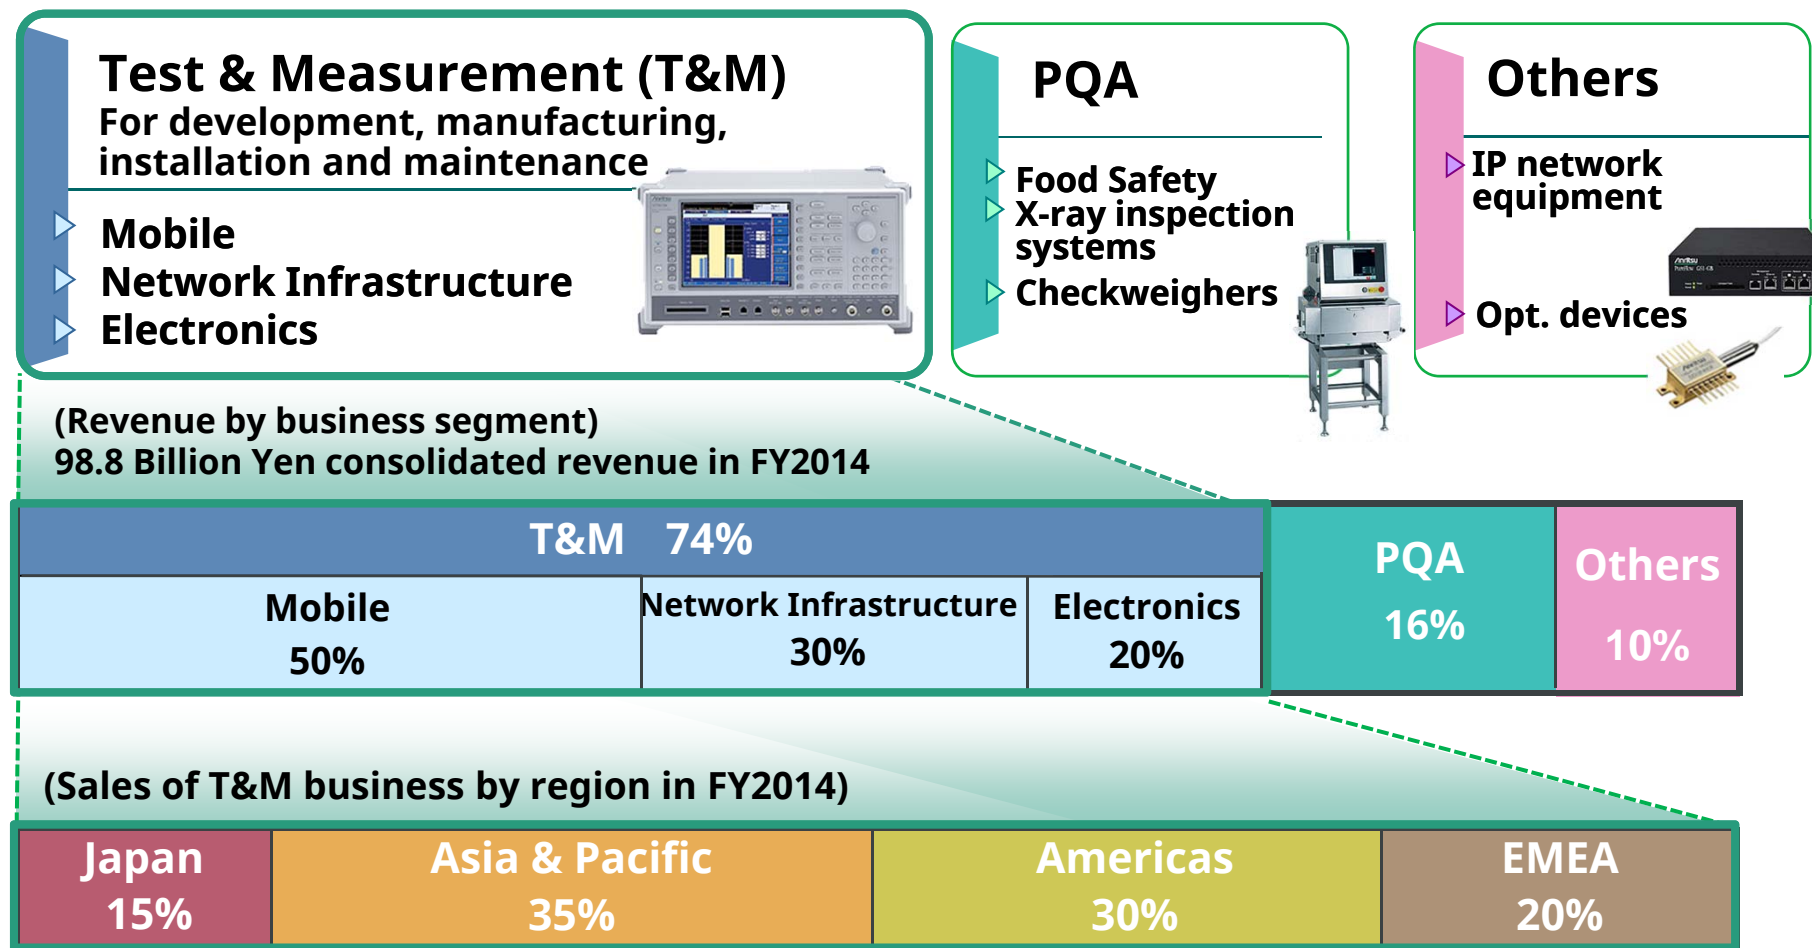 Test & Measurement (T&M)
For development, manufacturing,
installation and maintenance
Mobile
Network Infrastructure
Electronics
PQA
Food Safety
X-ray inspection
systems
Checkweighers
Others
IP network
equipment
Anritsu
Opt. devices
(Revenue by business segment)
98.8 Billion Yen consolidated revenue in FY2014
T&M 74%
Mobile
50%
Network Infrastructure
30%
Electronics
20%
PQA
16%
Others
10%
(Sales of T&M business by region in FY2014)
Japan
15%
Asia & Pacific
35%
Americas
30%
EMEA
20%